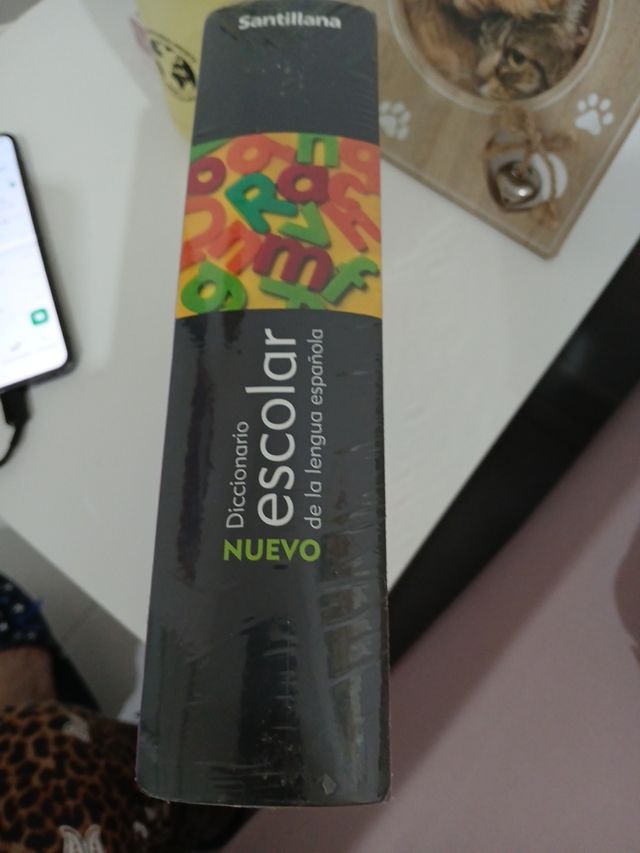 Santillana
NUEVO
Diccionario
escolar
de la lengua española